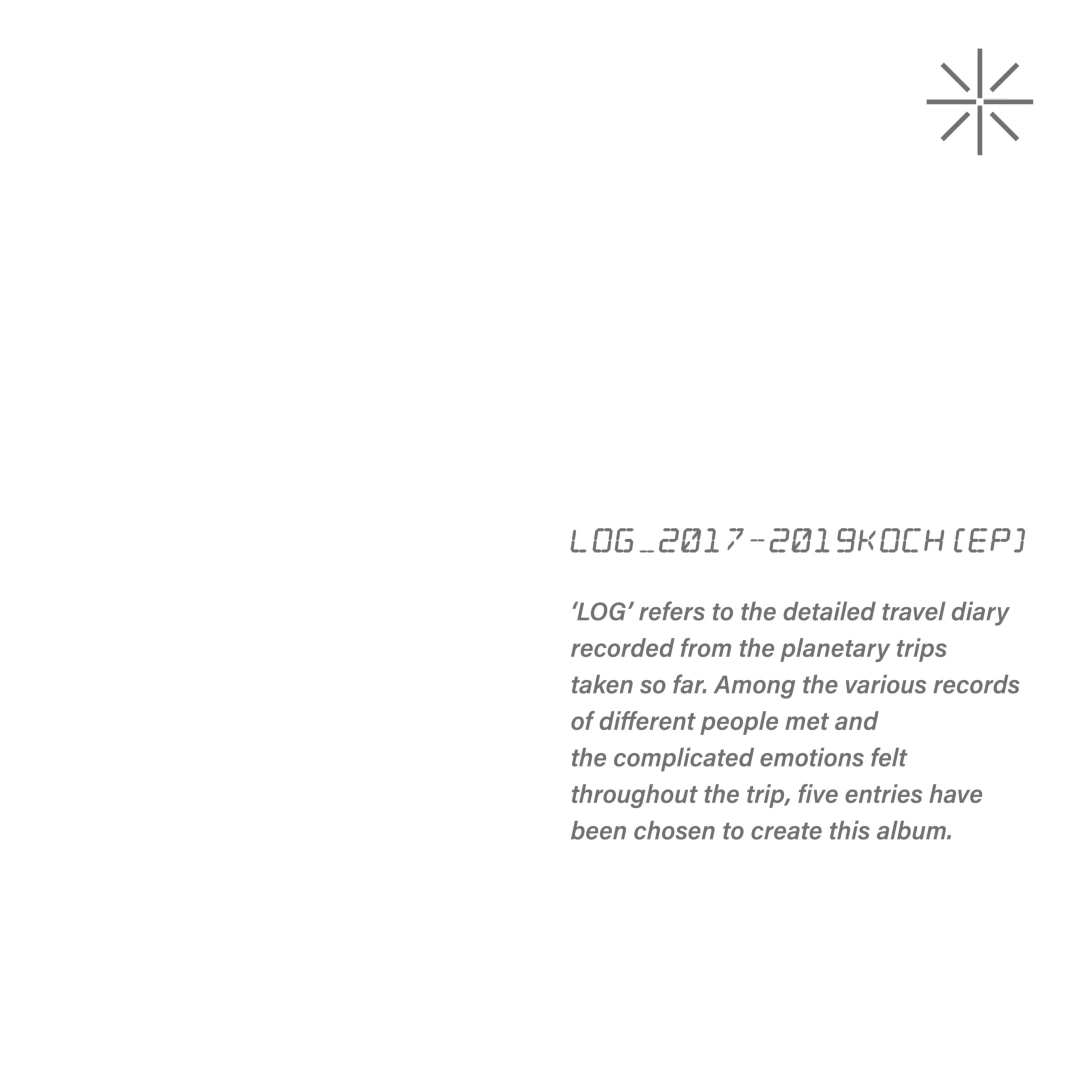 LOG_2017-2019KOCH(EP)
‘LOG’ refers to the detailed travel diary
recorded from the planetary trips
taken so far. Among the various records
of different people met and
the complicated emotions felt
throughout the trip, five entries have
been chosen to create this album.